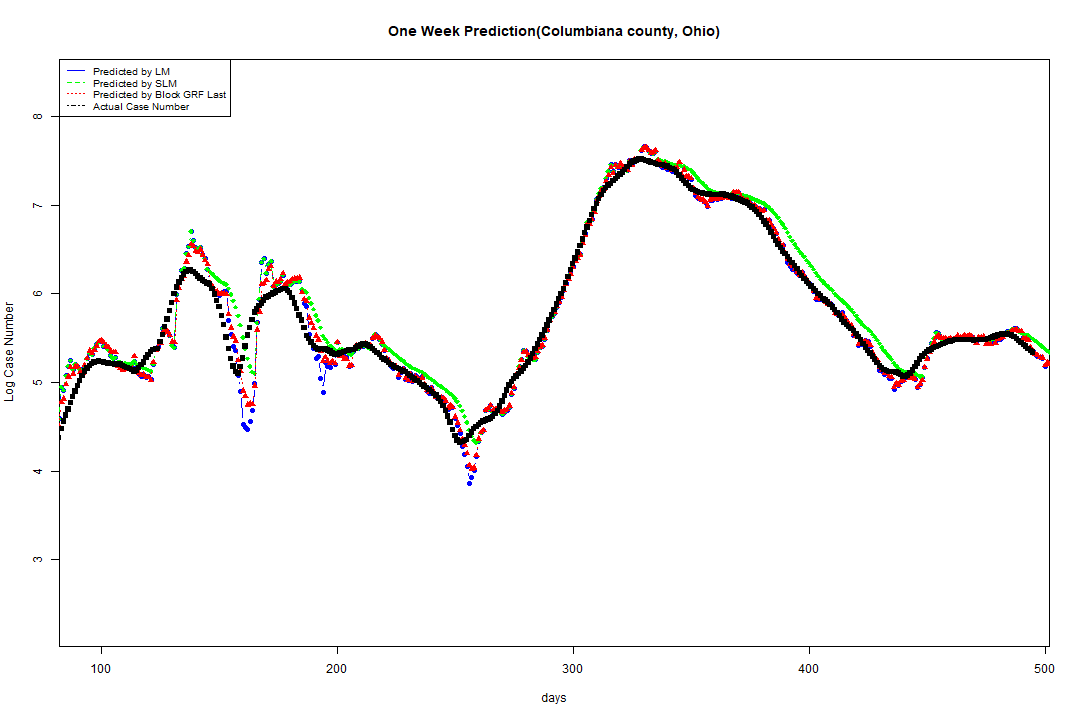 One Week Prediction(Columbiana county, Ohio)
Predicted by LM
Predicted by SLM
Predicted by Block GRF Last
Actual Case Number
8
7
6
5
4
3
Log Case Number
100 200 300 400 500
days